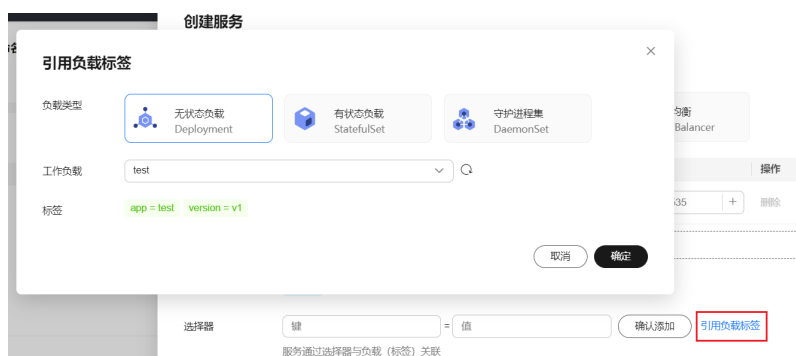 创建服务
引用负载标签
负载类型
无状态负载
Deployment
有状态负载
StatefulSet
守护进程集
DaemonSet
均衡
Balancer
工作负载
test
操作
标签
app = test
version = v1
535
+
删除
取消
确定
选择器
键
=
值
确认添加
引用负载标签
服务通过选择器与负载（标签）关联